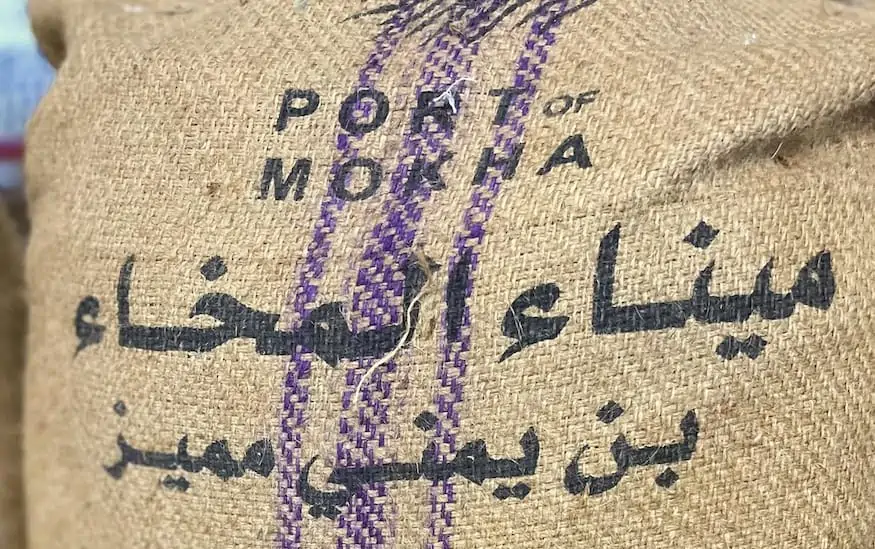 PORT OF
MOKHA
ميناء المخاء
بن يمني مميز